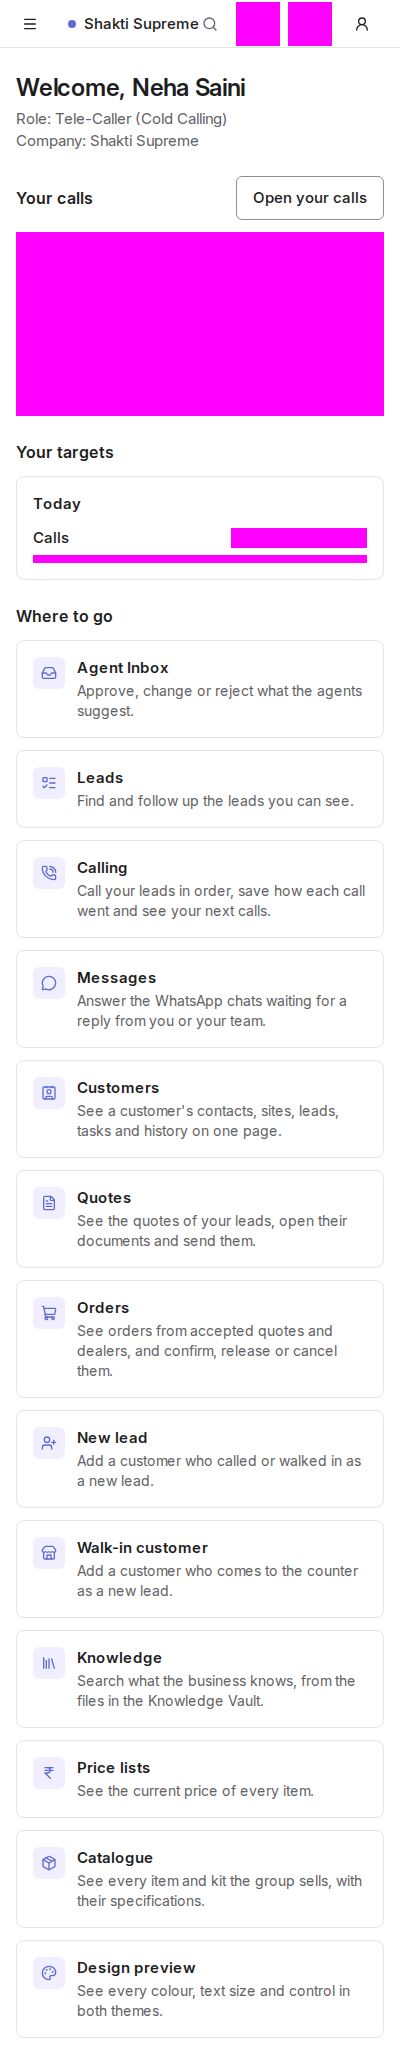 Shakti Supreme
Welcome, Neha Saini
Role: Tele-Caller (Cold Calling)
Company: Shakti Supreme
Your calls
Open your calls
Your targets
Today
Calls
Where to go
Agent Inbox
Approve, change or reject what the agents
suggest.
Leads
Find and follow up the leads you can see.
Calling
Call your leads in order, save how each call
went and see your next calls.
Messages
Answer the WhatsApp chats waiting for a
reply from you or your team.
Customers
See a customer's contacts, sites, leads,
tasks and history on one page.
Quotes
See the quotes of your leads, open their
documents and send them.
Orders
See orders from accepted quotes and
dealers, and confirm, release or cancel
them.
New lead
Add a customer who called or walked in as
a new lead.
Walk-in customer
Add a customer who comes to the counter
as a new lead.
Knowledge
Search what the business knows, from the
files in the Knowledge Vault.
Price lists
See the current price of every item.
Catalogue
See every item and kit the group sells, with
their specifications.
Design preview
See every colour, text size and control in
both themes.